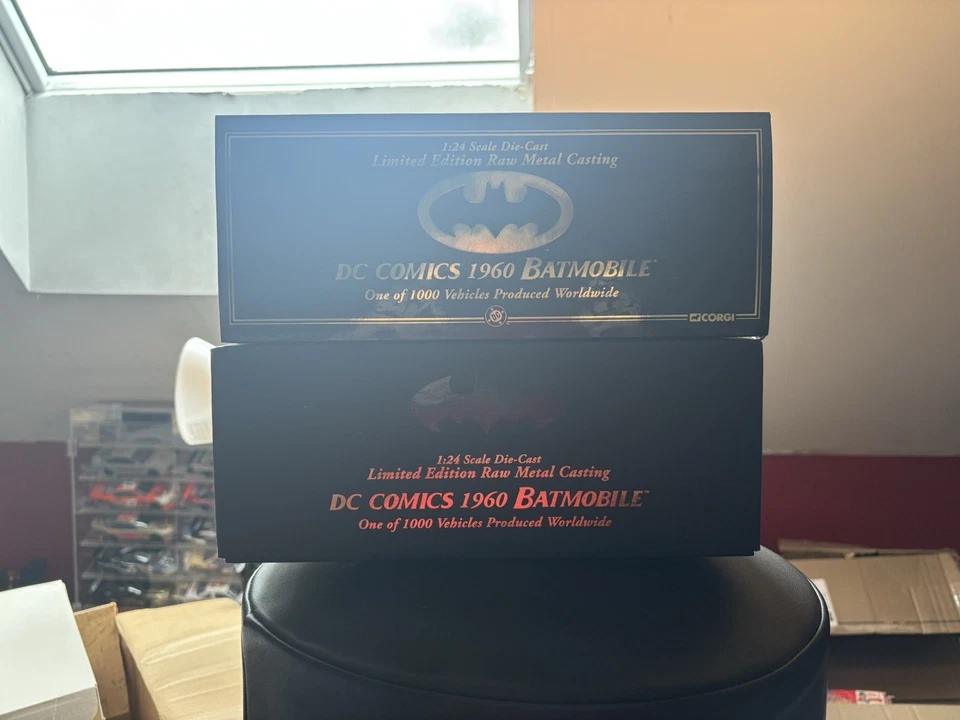 1:24 Scale Die-Cast
Limited Edition Raw Metal Casting
DC COMICS 1960 BATMOBILE™
One of 1000 Vehicles Produced Worldwide
DC
CORGI
1:24 Scale Die-Cast
Limited Edition Raw Metal Casting
DC COMICS 1960 BATMOBILE™
One of 1000 Vehicles Produced Worldwide